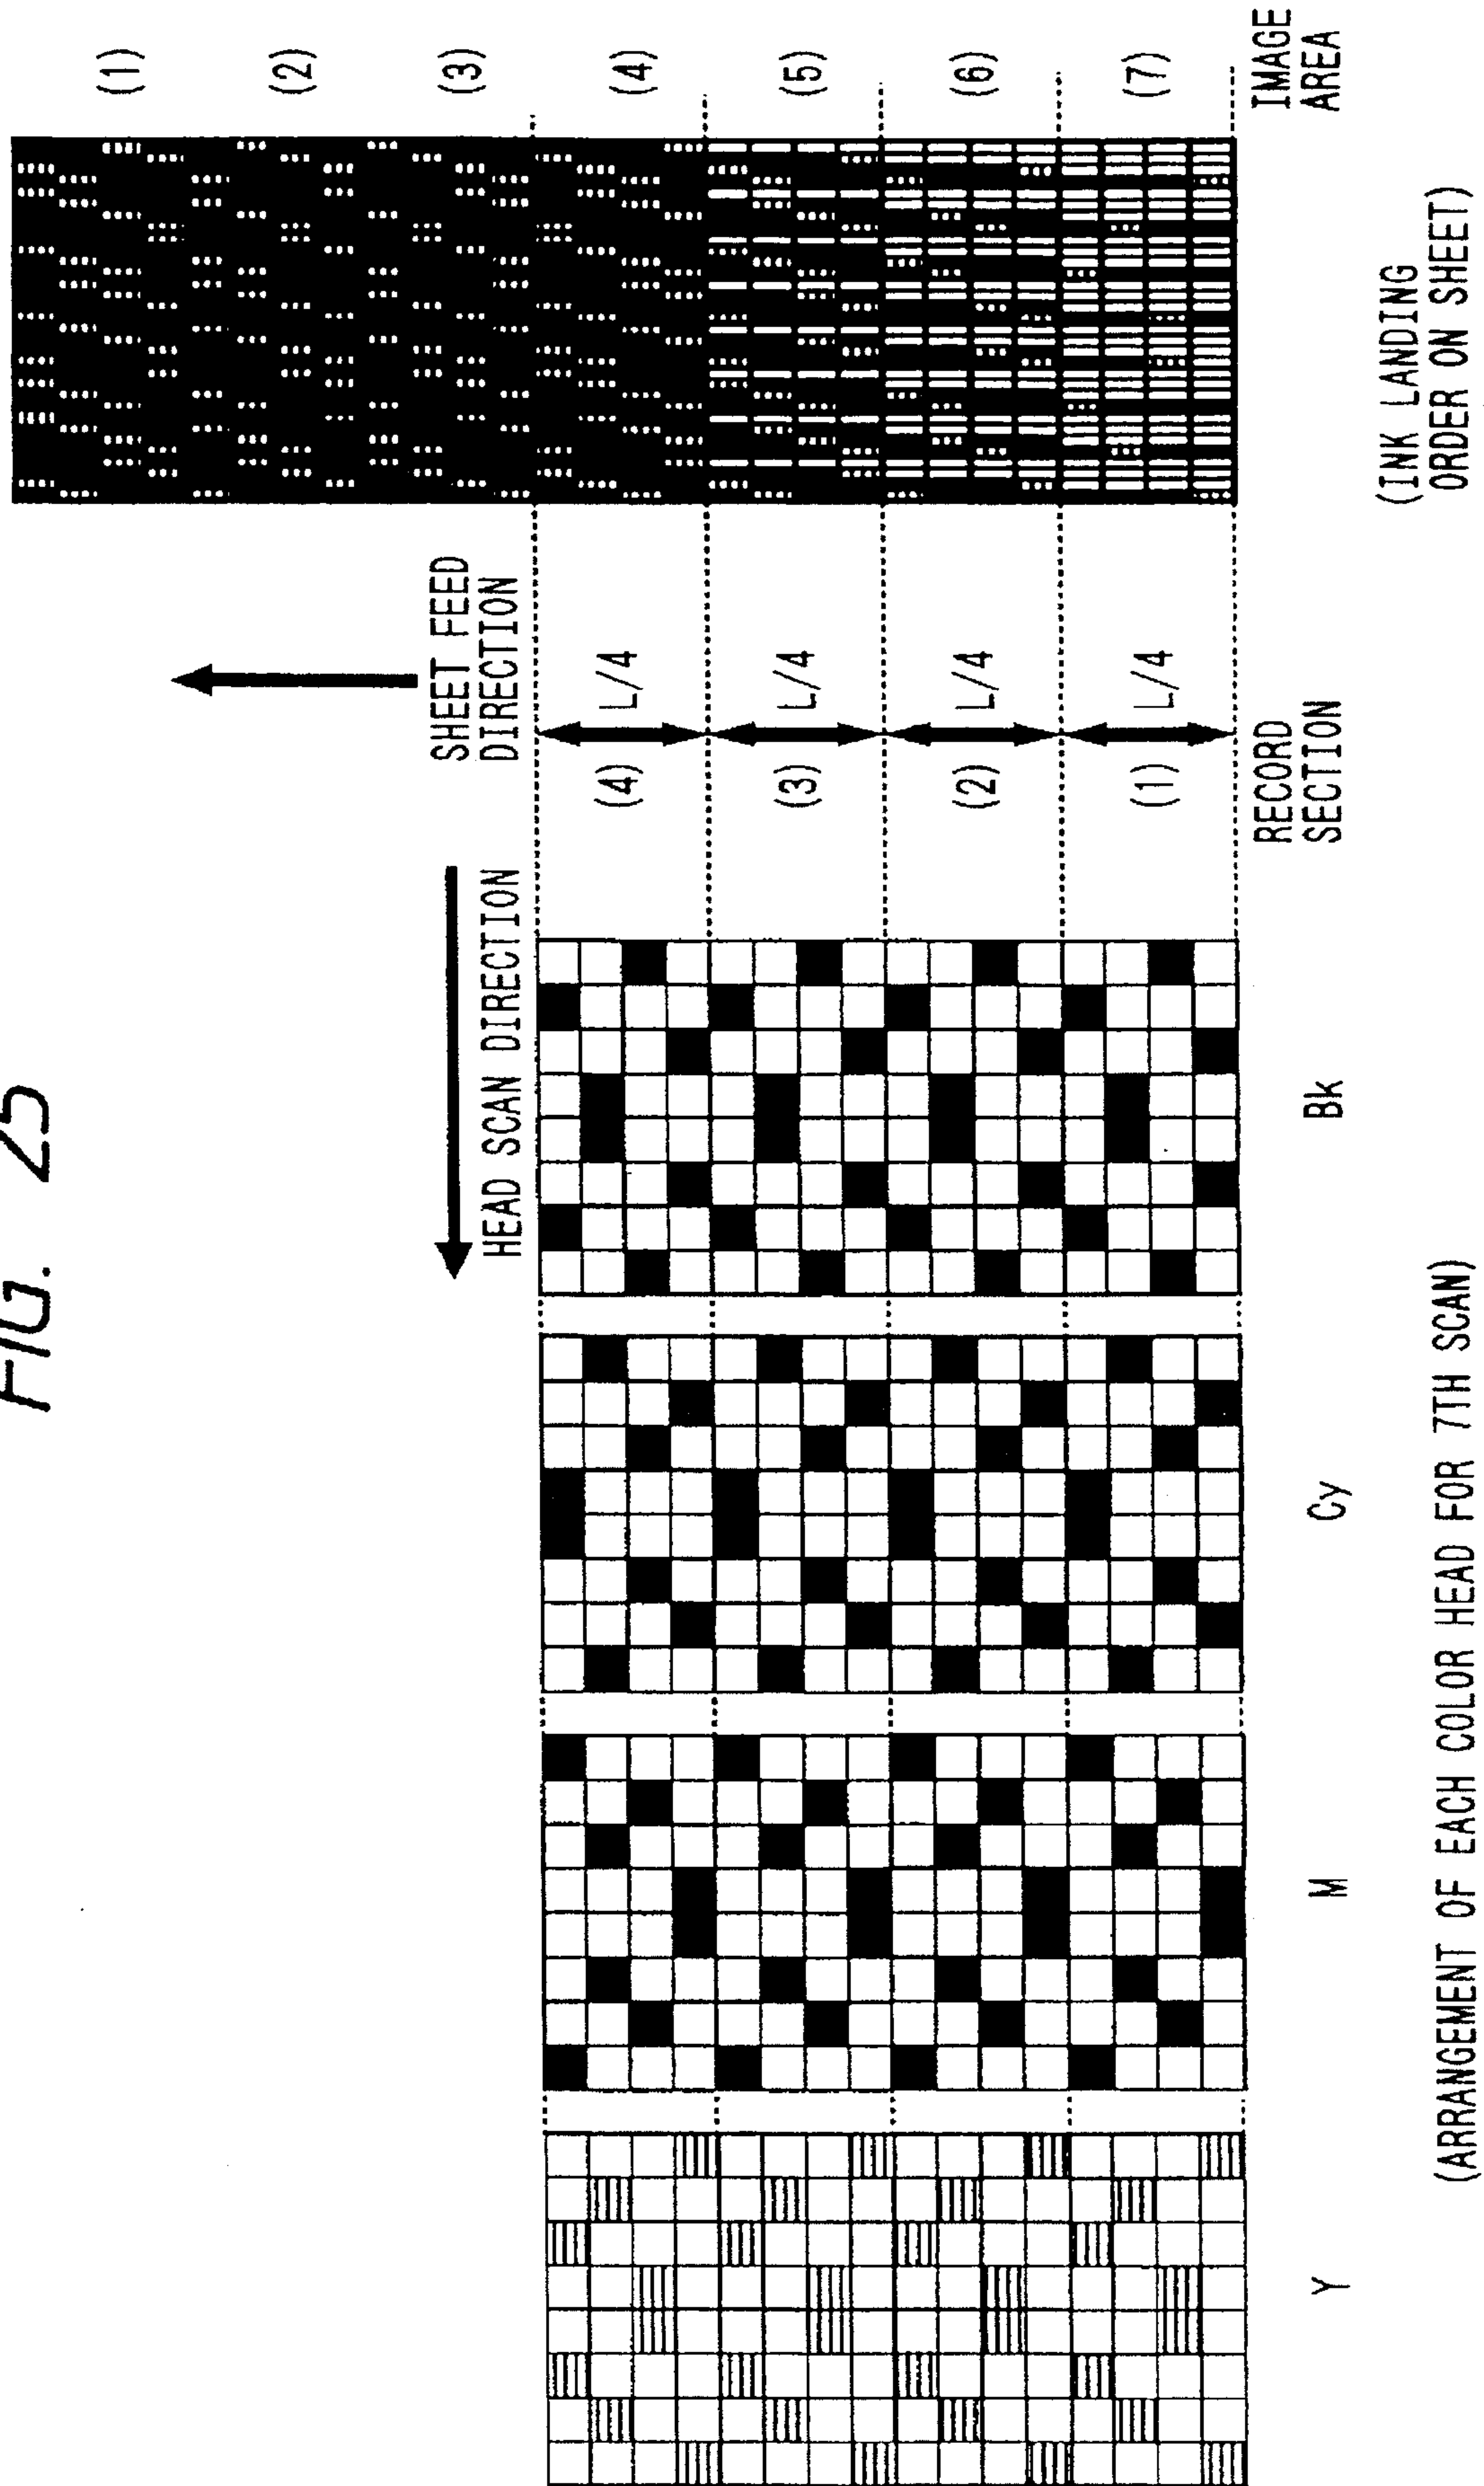 FIG. 25
HEAD SCAN DIRECTION
SHEET FEED
DIRECTION
(4)
L/4
(3)
L/4
(2)
L/4
(1)
L/4
RECORD
SECTION
(1)
(2)
(3)
(4)
(5)
(6)
(7)
IMAGE
AREA
Y
M
Cy
Bk
(ARRANGEMENT OF EACH COLOR HEAD FOR 7TH SCAN)
(INK LANDING
ORDER ON SHEET)